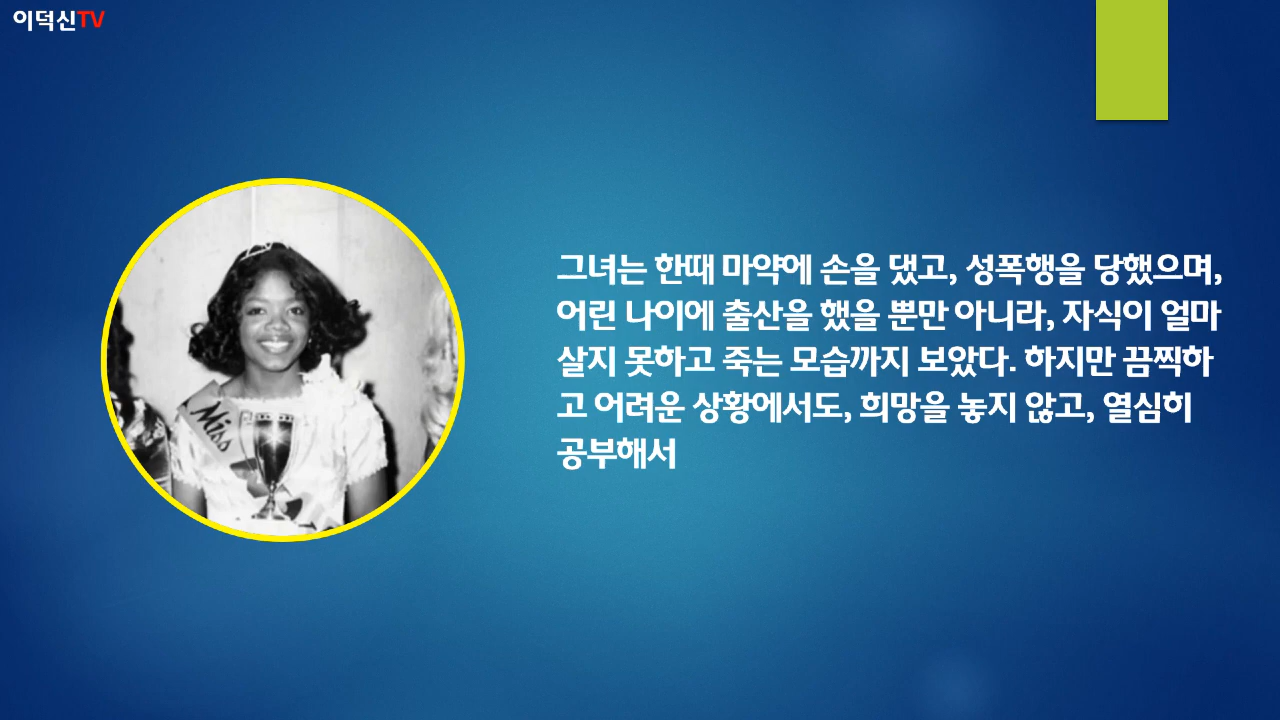 이덕신TV
그녀는 한때 마약에 손을 댔고, 성폭행을 당했으며,
어린 나이에 출산을 했을 뿐만 아니라, 자식이 얼마
살지 못하고 죽는 모습까지 보았다. 하지만 끔찍하
고 어려운 상황에서도, 희망을 놓지 않고, 열심히
공부해서
Miss